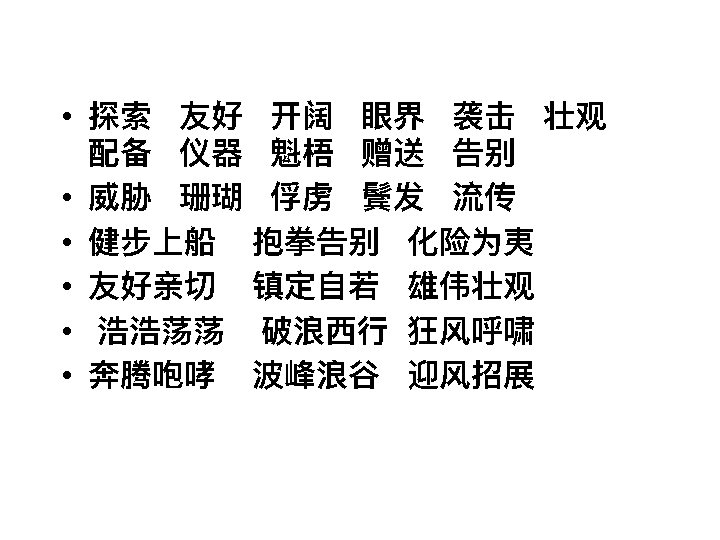 • 探索 友好 开阔 眼界 袭击 壮观
配备 仪器 魁梧 赠送 告别
• 威胁 珊瑚 俘虏 鬓发 流传
• 健步上船 抱拳告别 化险为夷
• 友好亲切 镇定自若 雄伟壮观
• 浩浩荡荡 破浪西行 狂风呼啸
• 奔腾咆哮 波峰浪谷 迎风招展